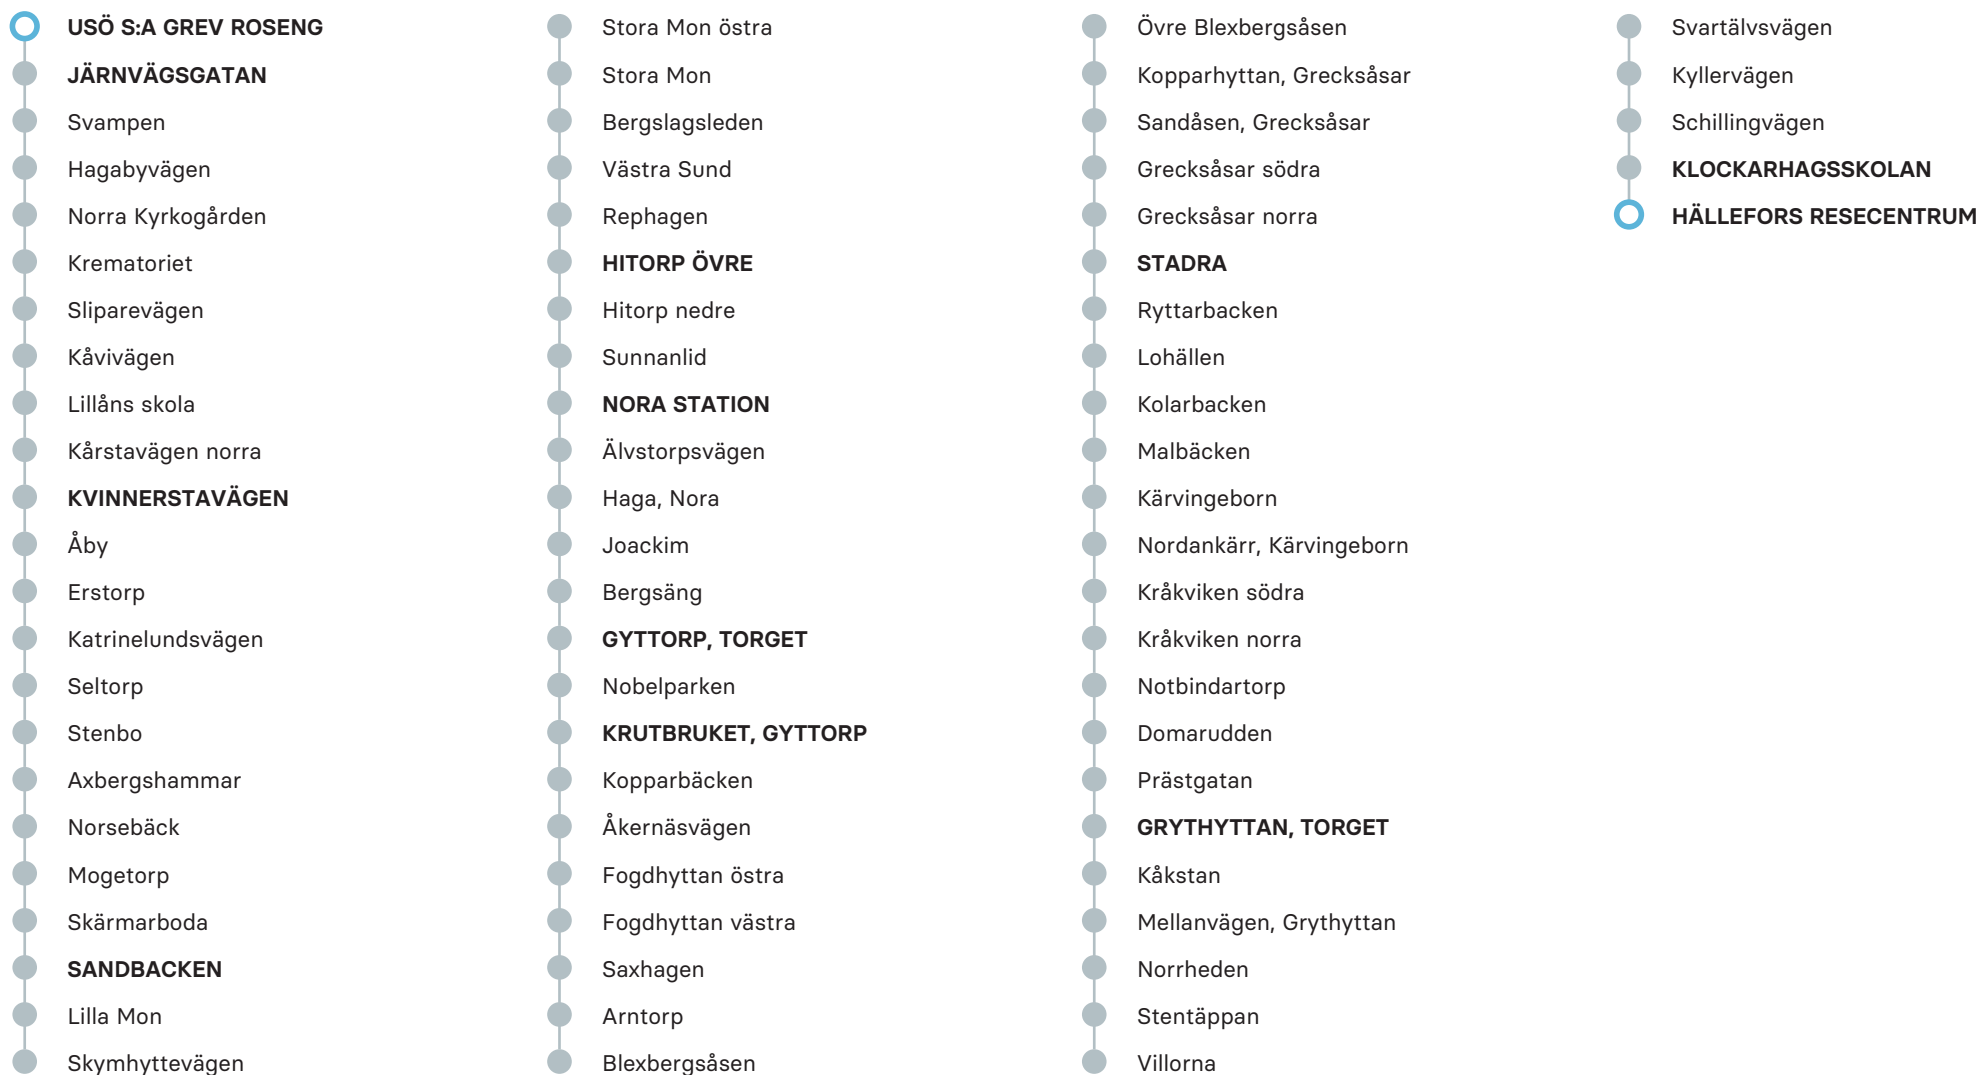 USÖ S:A GREV ROSENG
JÄRNVÄGSGATAN
Svampen
Hagabyvägen
Norra Kyrkogården
Krematoriet
Sliparevägen
Kåvivägen
Lillåns skola
Kårstavägen norra
KVINNERSTAVÄGEN
Åby
Erstorp
Katrinelundsvägen
Seltorp
Stenbo
Axbergshammar
Norsebäck
Mogetorp
Skärmarboda
SANDBACKEN
Lilla Mon
Skymhyttevägen
Stora Mon östra
Stora Mon
Bergslagsleden
Västra Sund
Rephagen
HITORP ÖVRE
Hitorp nedre
Sunnanlid
NORA STATION
Älvstorpsvägen
Haga, Nora
Joackim
Bergsäng
GYTTORP, TORGET
Nobelparken
KRUTBRUKET, GYTTORP
Kopparbäcken
Åkernäsvägen
Fogdhyttan östra
Fogdhyttan västra
Saxhagen
Arntorp
Blexbergsåsen
Övre Blexbergsåsen
Kopparhyttan, Grecksåsar
Sandåsen, Grecksåsar
Grecksåsar södra
Grecksåsar norra
STADRA
Ryttarbacken
Lohällen
Kolarbacken
Malbäcken
Kärvingeborn
Nordankärr, Kärvingeborn
Kråkviken södra
Kråkviken norra
Notbindartorp
Domarudden
Prästgatan
GRYTHYTTAN, TORGET
Kåkstan
Mellanvägen, Grythyttan
Norrheden
Stentäppan
Villorna
Svartälvsvägen
Kyllervägen
Schillingvägen
KLOCKARHAGSSKOLAN
HÄLLEFORS RESECENTRUM